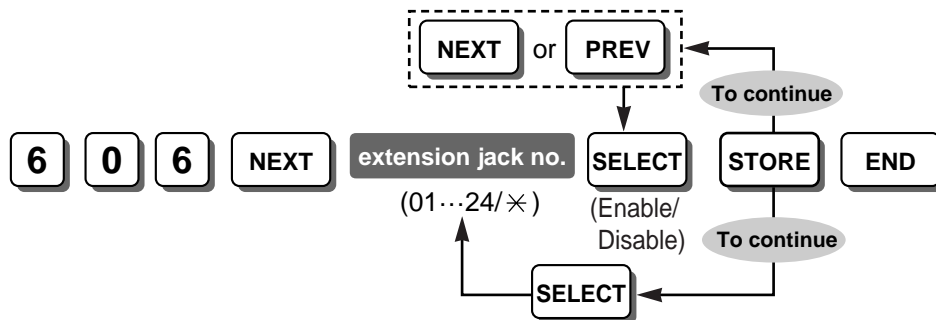 NEXT or PREV
To continue
6 0 6 NEXT extension jack no. SELECT STORE END
(01···24/✳)
(Enable/
Disable)
To continue
SELECT